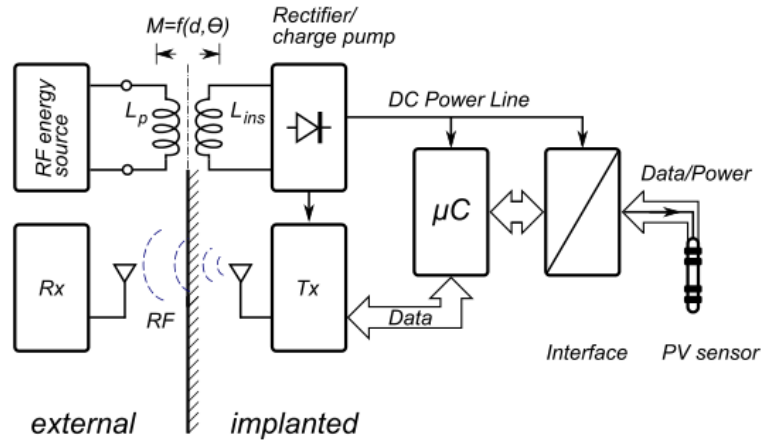 M=f(d,Θ)
Rectifier/
charge pump
RF energy
source
Lp
Lins
DC Power Line
μC
Data/Power
Rx
RF
Tx
Data
Interface
PV sensor
external
implanted